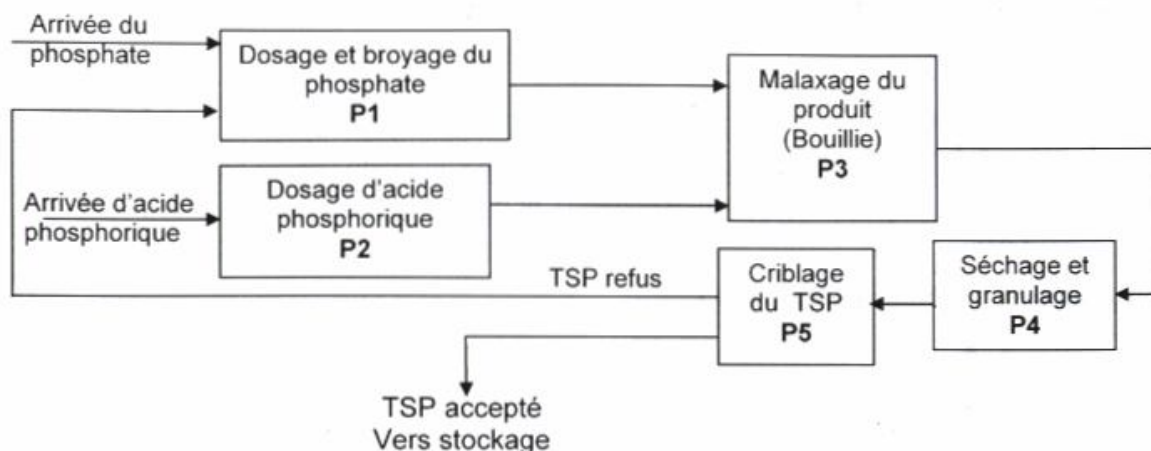 Arrivée du
phosphate
Dosage et broyage du
phosphate
P1
Malaxage du
produit
(Bouillie)
P3
Arrivée d'acide
phosphorique
Dosage d'acide
phosphorique
P2
TSP refus
Criblage
du TSP
P5
Séchage et
granulage
P4
TSP accepté
Vers stockage